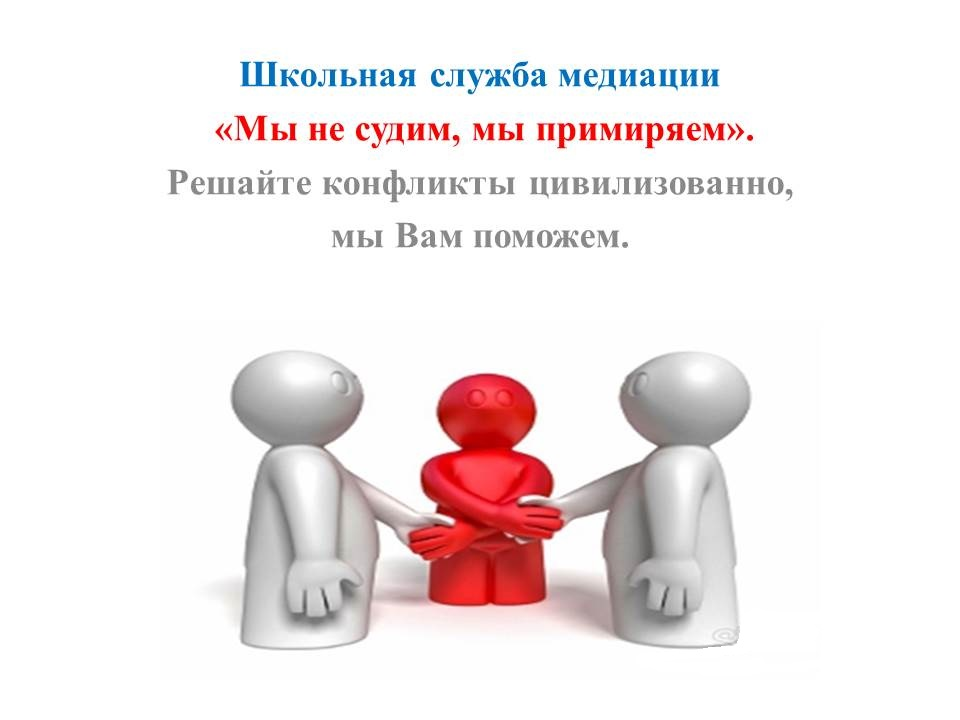 Школьная служба медиации
«Мы не судим, мы примиряем».
Решайте конфликты цивилизованно,
мы Вам поможем.